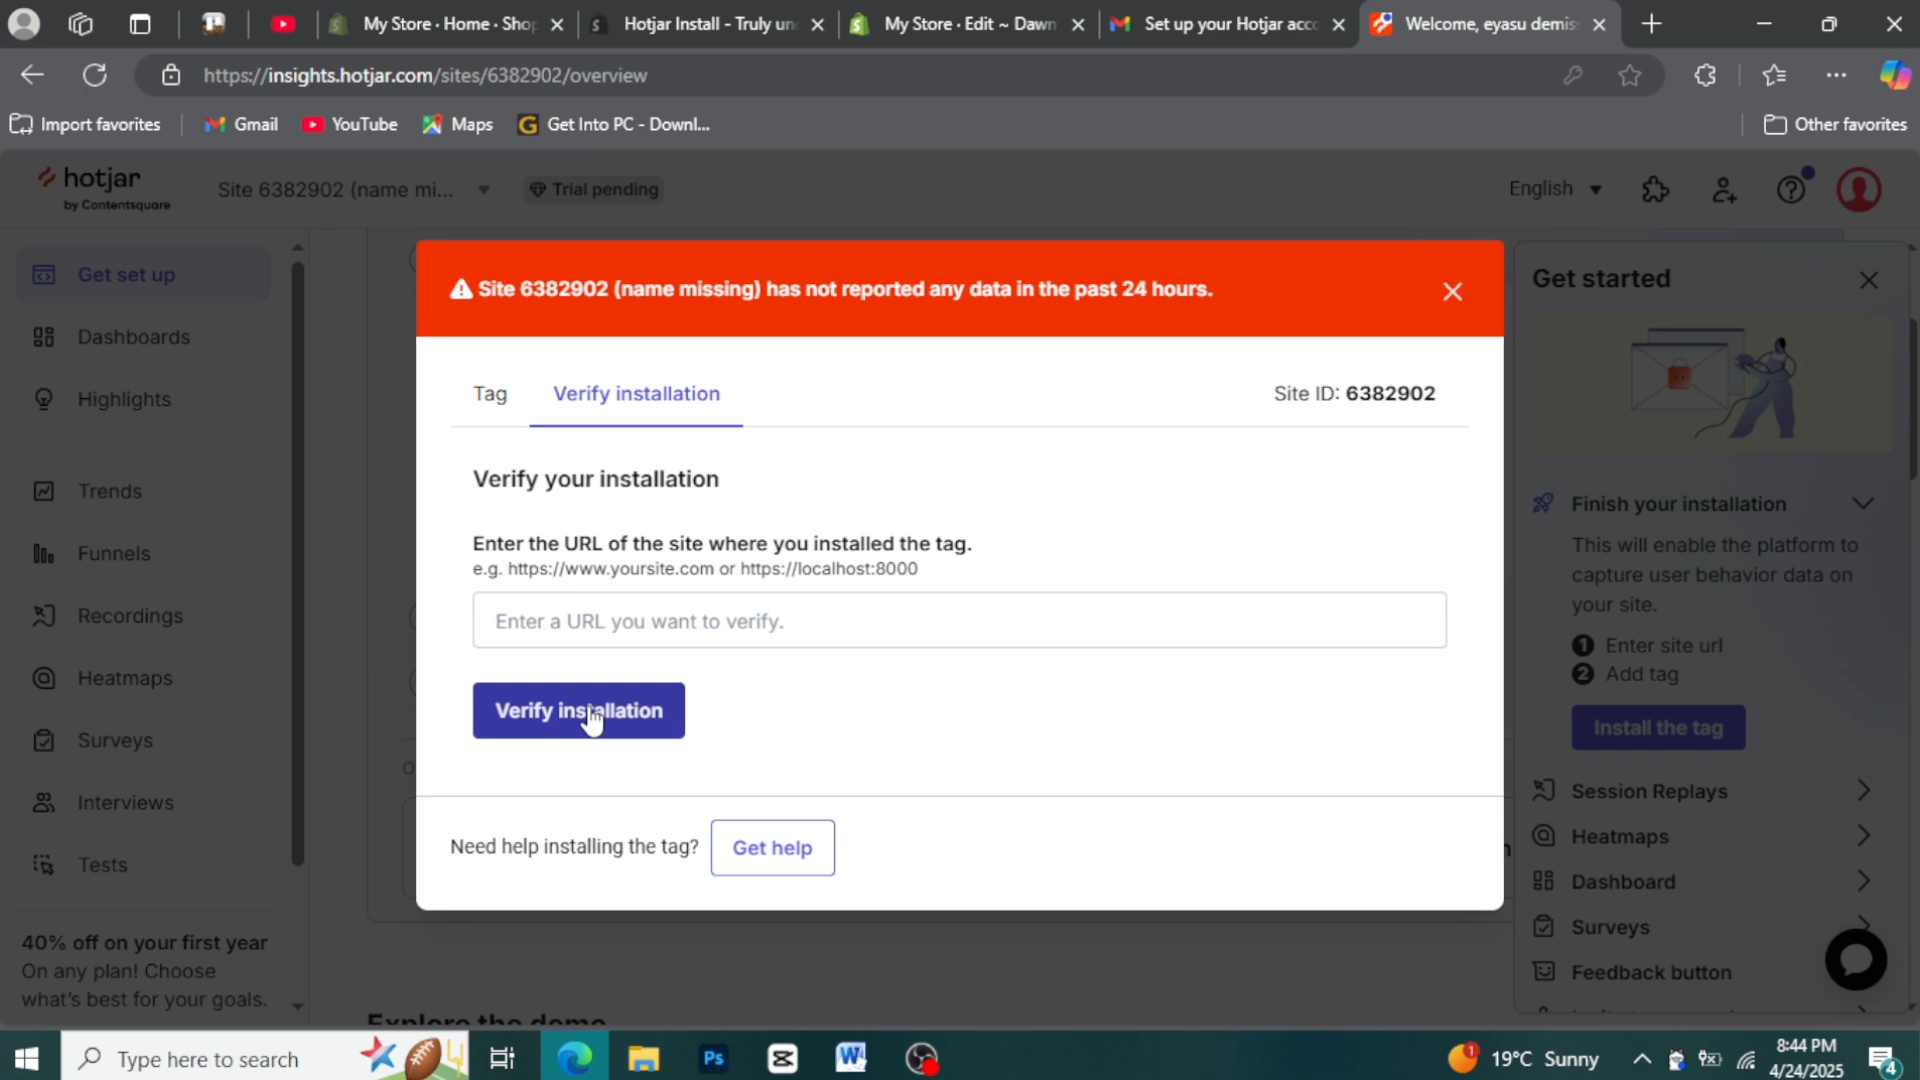 My Store · Home · Shop
Hotjar Install - Truly un
My Store · Edit ~ Dawn
Set up your Hotjar acco
Welcome, eyasu demis
https://insights.hotjar.com/sites/6382902/overview
Import favorites
Gmail
YouTube
Maps
Get Into PC - Downl...
Other favorites
hotjar
by Contentsquare
Site 6382902 (name mi...
Trial pending
English
Get set up
Dashboards
Highlights
Trends
Funnels
Recordings
Heatmaps
Surveys
Interviews
Tests
40% off on your first year
On any plan! Choose
what's best for your goals.
Site 6382902 (name missing) has not reported any data in the past 24 hours.
Tag
Verify installation
Site ID: 6382902
Verify your installation
Enter the URL of the site where you installed the tag.
e.g. https://www.yoursite.com or https://localhost:8000
Enter a URL you want to verify.
Verify installation
Need help installing the tag?
Get help
Explore the demo
Get started
Finish your installation
This will enable the platform to
capture user behavior data on
your site.
1 Enter site url
2 Add tag
Install the tag
Session Replays
Heatmaps
Dashboard
Surveys
Feedback button
Type here to search
Ps
W
1
19°C Sunny
8:44 PM
4/24/2025
4